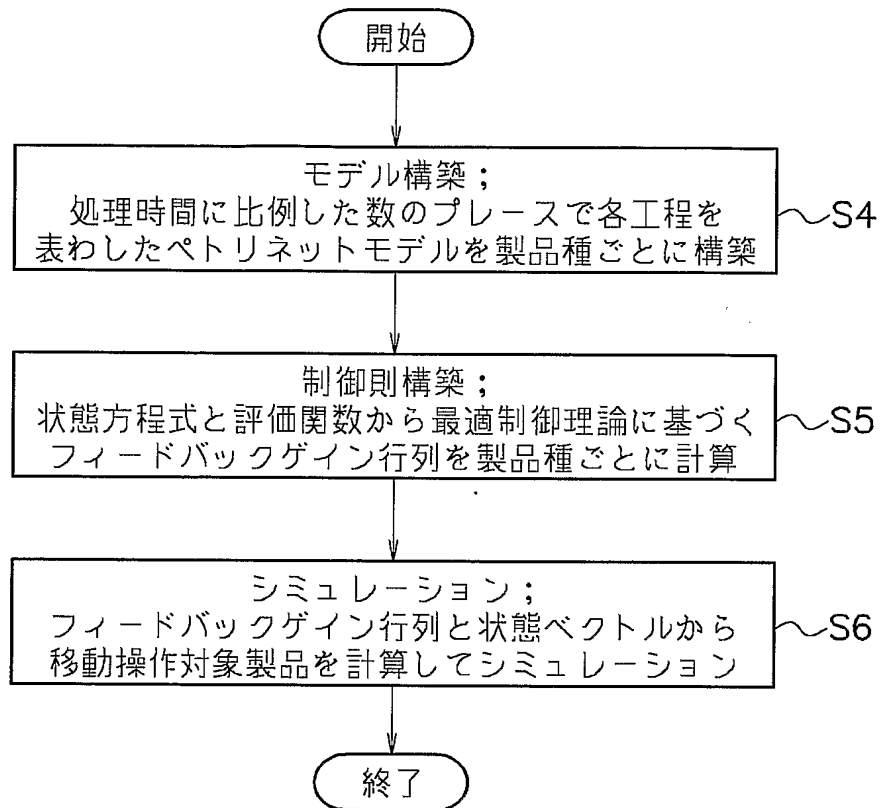 開始
モデル構築;
処理時間に比例した数のプレースで各工程を
表わしたペトリネットモデルを製品種ごとに構築
S4
制御則構築;
状態方程式と評価関数から最適制御理論に基づく
フィードバックゲイン行列を製品種ごとに計算
S5
シミュレーション;
フィードバックゲイン行列と状態ベクトルから
移動操作対象製品を計算してシミュレーション
S6
終了